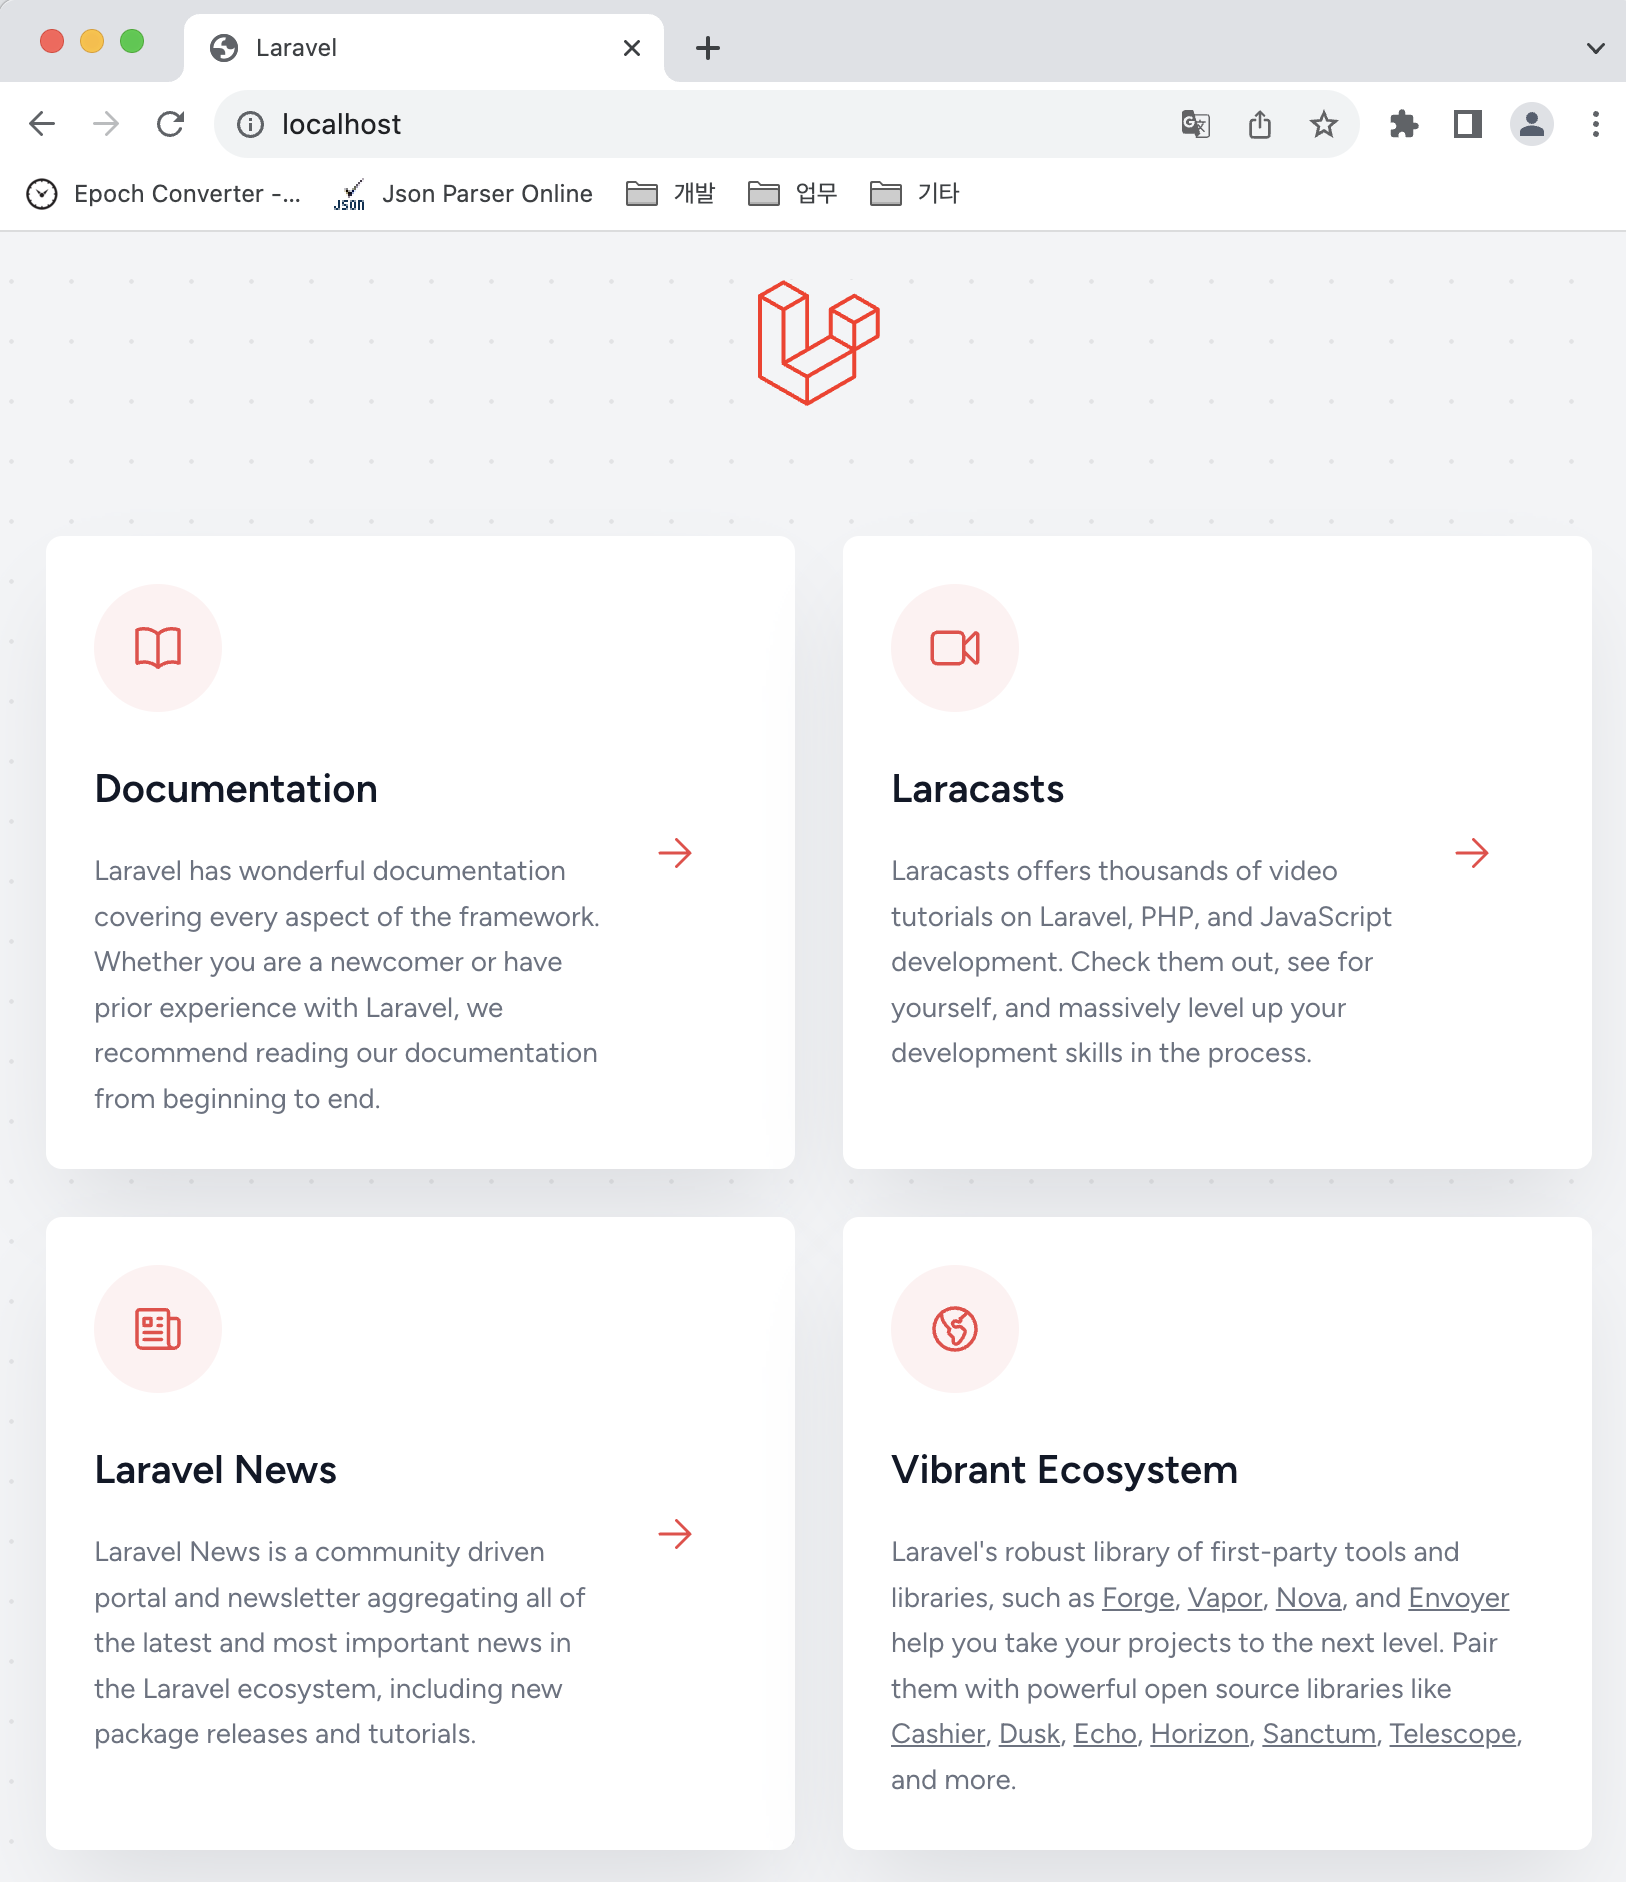 Laravel
localhost
Epoch Converter -...
JSON
Json Parser Online
개발
업무
기타
Documentation
Laravel has wonderful documentation
covering every aspect of the framework.
Whether you are a newcomer or have
prior experience with Laravel, we
recommend reading our documentation
from beginning to end.
Laracasts
Laracasts offers thousands of video
tutorials on Laravel, PHP, and JavaScript
development. Check them out, see for
yourself, and massively level up your
development skills in the process.
Laravel News
Laravel News is a community driven
portal and newsletter aggregating all of
the latest and most important news in
the Laravel ecosystem, including new
package releases and tutorials.
Vibrant Ecosystem
Laravel's robust library of first-party tools and
libraries, such as Forge, Vapor, Nova, and Envoyer
help you take your projects to the next level. Pair
them with powerful open source libraries like
Cashier, Dusk, Echo, Horizon, Sanctum, Telescope,
and more.